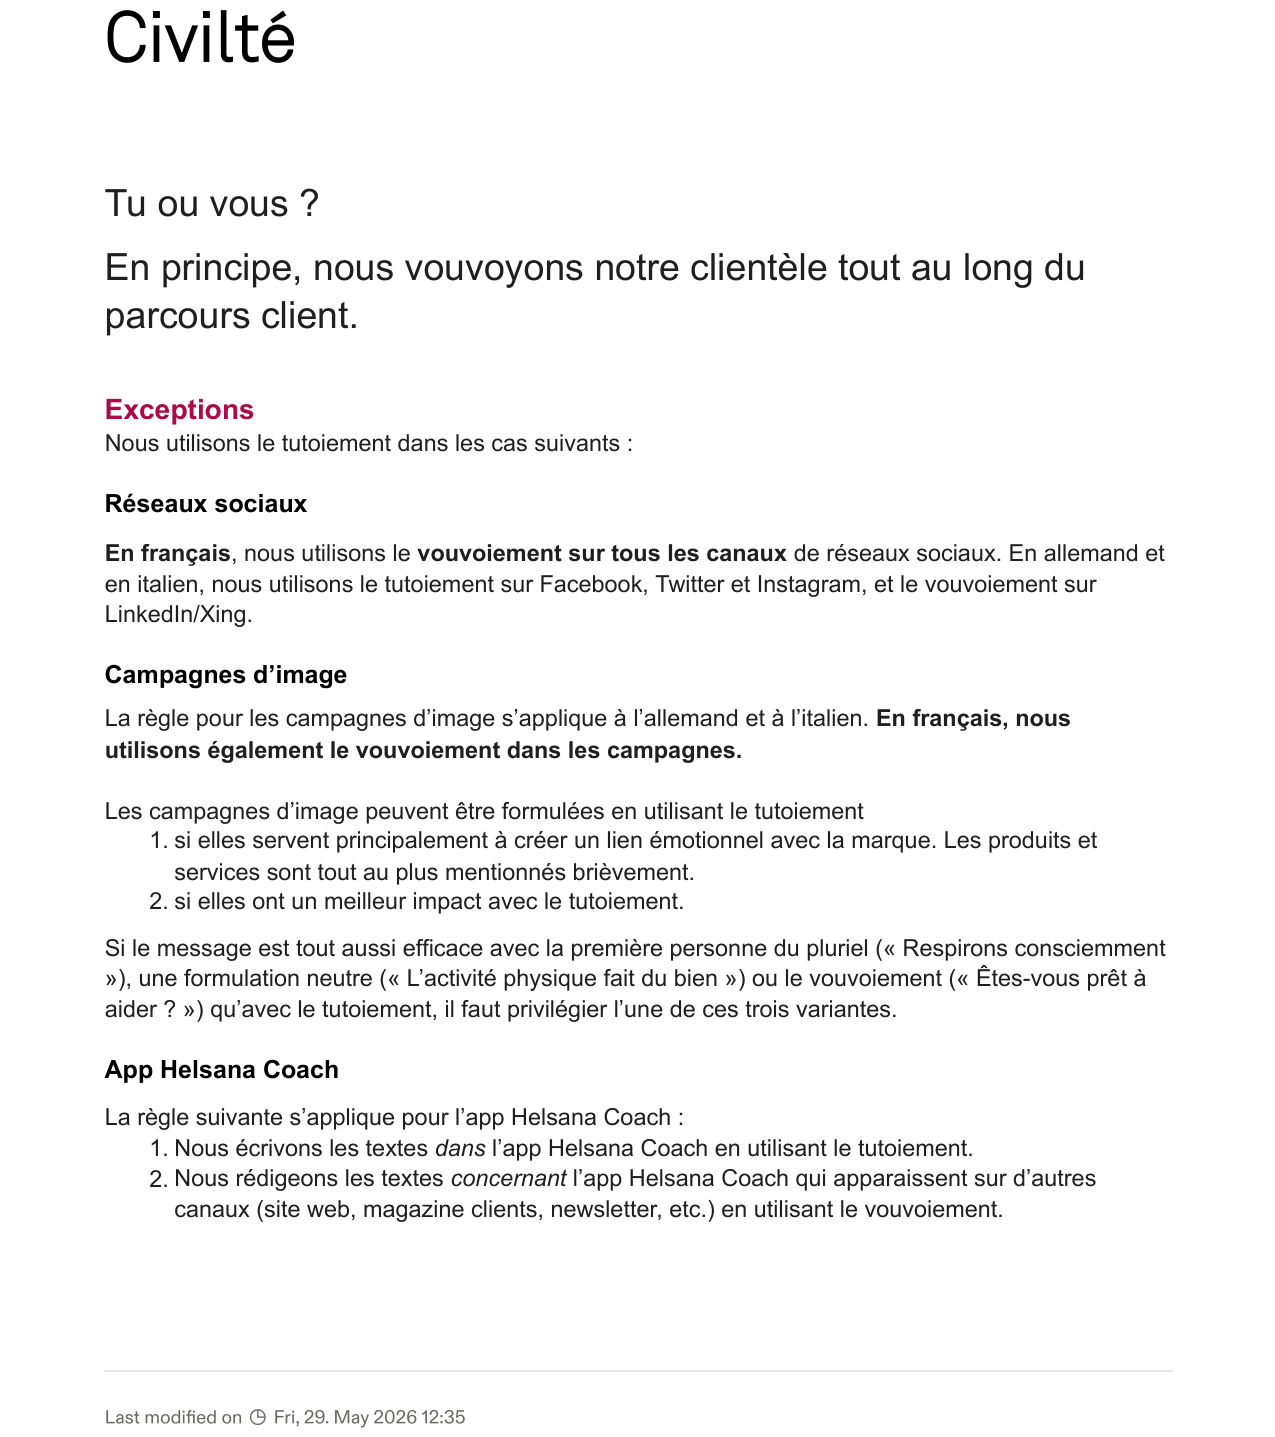 Civilté
Tu ou vous ?
En principe, nous vouvoyons notre clientèle tout au long du
parcours client.
Exceptions
Nous utilisons le tutoiement dans les cas suivants :
Réseaux sociaux
En français, nous utilisons le vouvoiement sur tous les canaux de réseaux sociaux. En allemand et
en italien, nous utilisons le tutoiement sur Facebook, Twitter et Instagram, et le vouvoiement sur
LinkedIn/Xing.
Campagnes d’image
La règle pour les campagnes d’image s’applique à l’allemand et à l’italien. En français, nous
utilisons également le vouvoiement dans les campagnes.
Les campagnes d’image peuvent être formulées en utilisant le tutoiement
1. si elles servent principalement à créer un lien émotionnel avec la marque. Les produits et
services sont tout au plus mentionnés brièvement.
2. si elles ont un meilleur impact avec le tutoiement.
Si le message est tout aussi efficace avec la première personne du pluriel (« Respirons consciemment
»), une formulation neutre (« L’activité physique fait du bien ») ou le vouvoiement (« Êtes-vous prêt à
aider ? ») qu’avec le tutoiement, il faut privilégier l’une de ces trois variantes.
App Helsana Coach
La règle suivante s’applique pour l’app Helsana Coach :
1. Nous écrivons les textes dans l’app Helsana Coach en utilisant le tutoiement.
2. Nous rédigeons les textes concernant l’app Helsana Coach qui apparaissent sur d’autres
canaux (site web, magazine clients, newsletter, etc.) en utilisant le vouvoiement.
Last modified on Fri, 29. May 2026 12:35